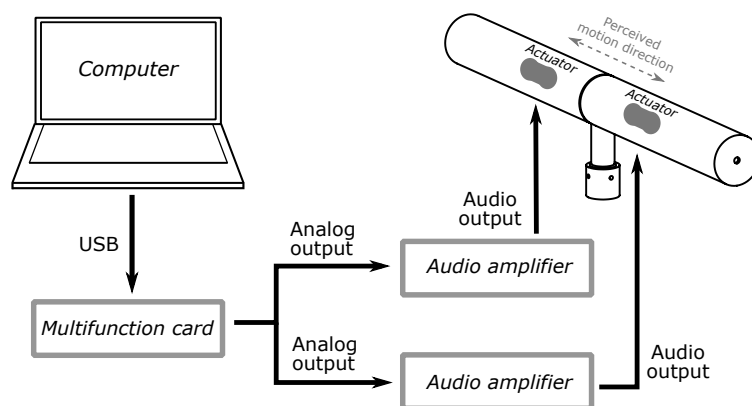 Computer
Perceived
motion direction
Actuator
Actuator
USB
Audio
output
Analog
output
Audio amplifier
Multifunction card
Analog
output
Audio amplifier
Audio
output